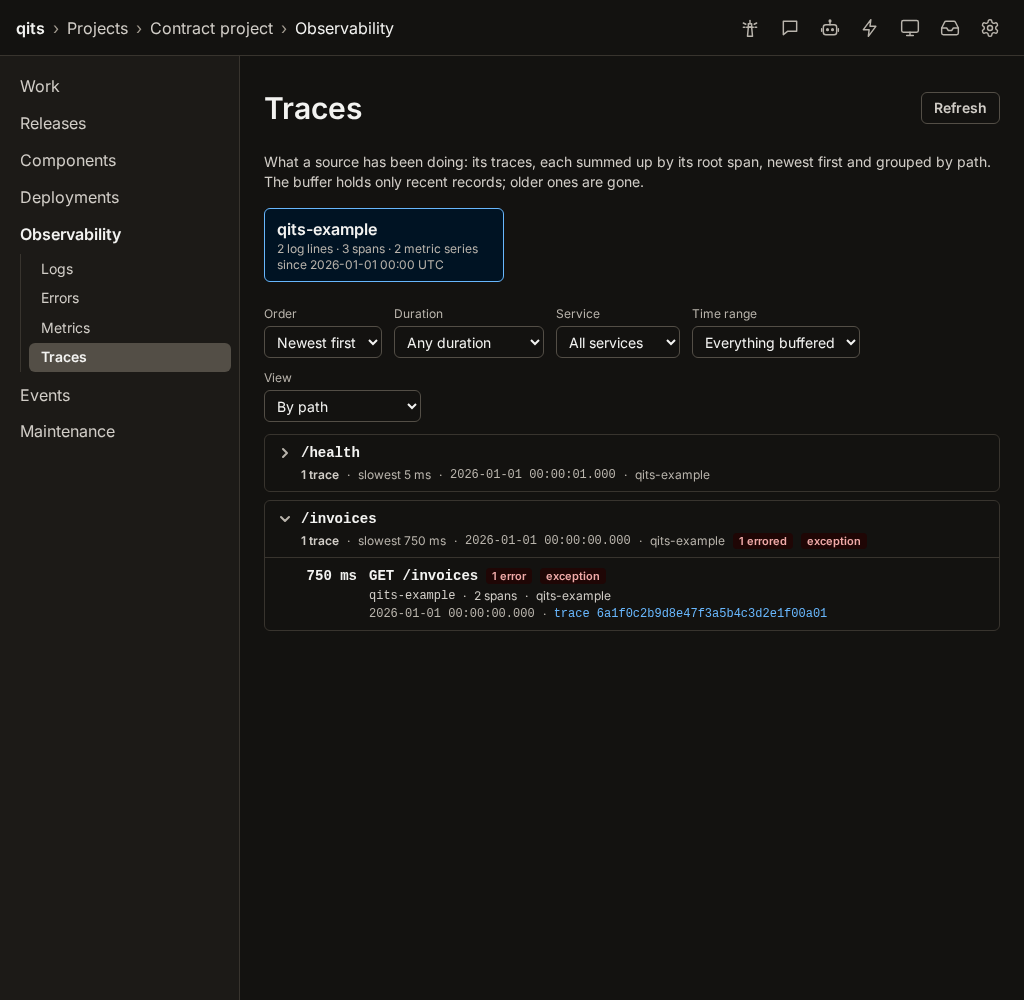 qits › Projects › Contract project › Observability
Work
Releases
Components
Deployments
Observability
Logs
Errors
Metrics
Traces
Events
Maintenance
Traces
Refresh
What a source has been doing: its traces, each summed up by its root span, newest first and grouped by path.
The buffer holds only recent records; older ones are gone.
qits-example
2 log lines · 3 spans · 2 metric series
since 2026-01-01 00:00 UTC
Order Duration Service Time range
Newest first Any duration All services Everything buffered
View
By path
/health
1 trace · slowest 5 ms · 2026-01-01 00:00:01.000 · qits-example
/invoices
1 trace · slowest 750 ms · 2026-01-01 00:00:00.000 · qits-example 1 errored exception
750 ms GET /invoices 1 error exception
qits-example · 2 spans · qits-example
2026-01-01 00:00:00.000 · trace 6a1f0c2b9d8e47f3a5b4c3d2e1f00a01